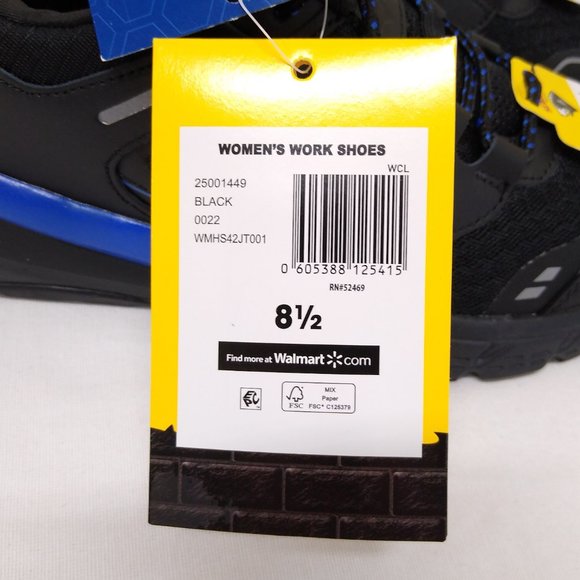 WOMEN'S WORK SHOES
WCL
25001449
BLACK
0022
WMHS42JT001
0 605388 125415
RN#52469
8½
Find more at Walmart.com
FSC
MIX
Paper
FSC® C125379